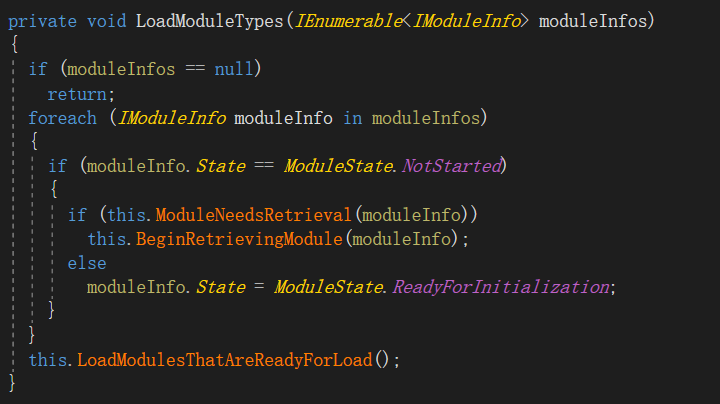 private void LoadModuleTypes(IEnumerable<IModuleInfo> moduleInfos)
{
  if (moduleInfos == null)
    return;
  foreach (IModuleInfo moduleInfo in moduleInfos)
  {
    if (moduleInfo.State == ModuleState.NotStarted)
    {
      if (this.ModuleNeedsRetrieval(moduleInfo))
        this.BeginRetrievingModule(moduleInfo);
      else
        moduleInfo.State = ModuleState.ReadyForInitialization;
    }
  }
  this.LoadModulesThatAreReadyForLoad();
}